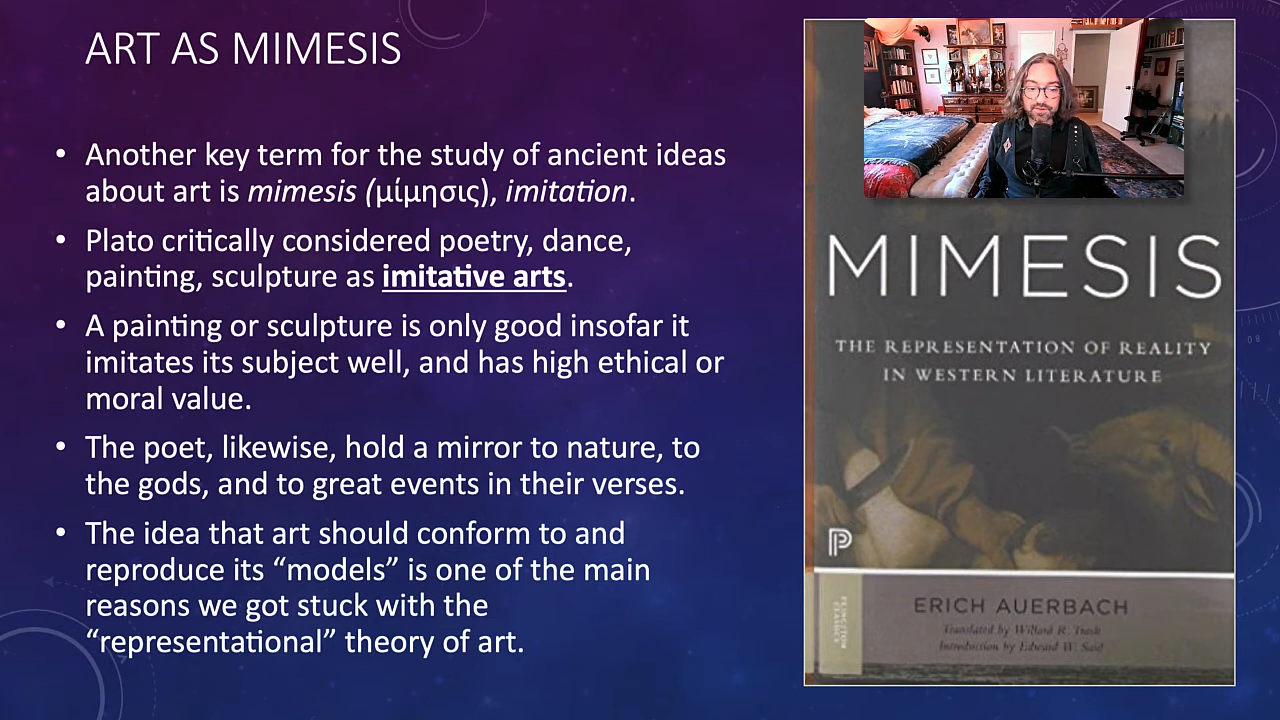 ART AS MIMESIS
• Another key term for the study of ancient ideas
about art is mimesis (μίμησις), imitation.
• Plato critically considered poetry, dance,
painting, sculpture as imitative arts.
• A painting or sculpture is only good insofar it
imitates its subject well, and has high ethical or
moral value.
• The poet, likewise, hold a mirror to nature, to
the gods, and to great events in their verses.
• The idea that art should conform to and
reproduce its “models” is one of the main
reasons we got stuck with the
“representational” theory of art.
MIMESIS
THE REPRESENTATION OF REALITY
IN WESTERN LITERATURE
P
PRINCETON
CLASSICS
ERICH AUERBACH
Translated by Willard R. Trask
Introduction by Edward W. Said
80